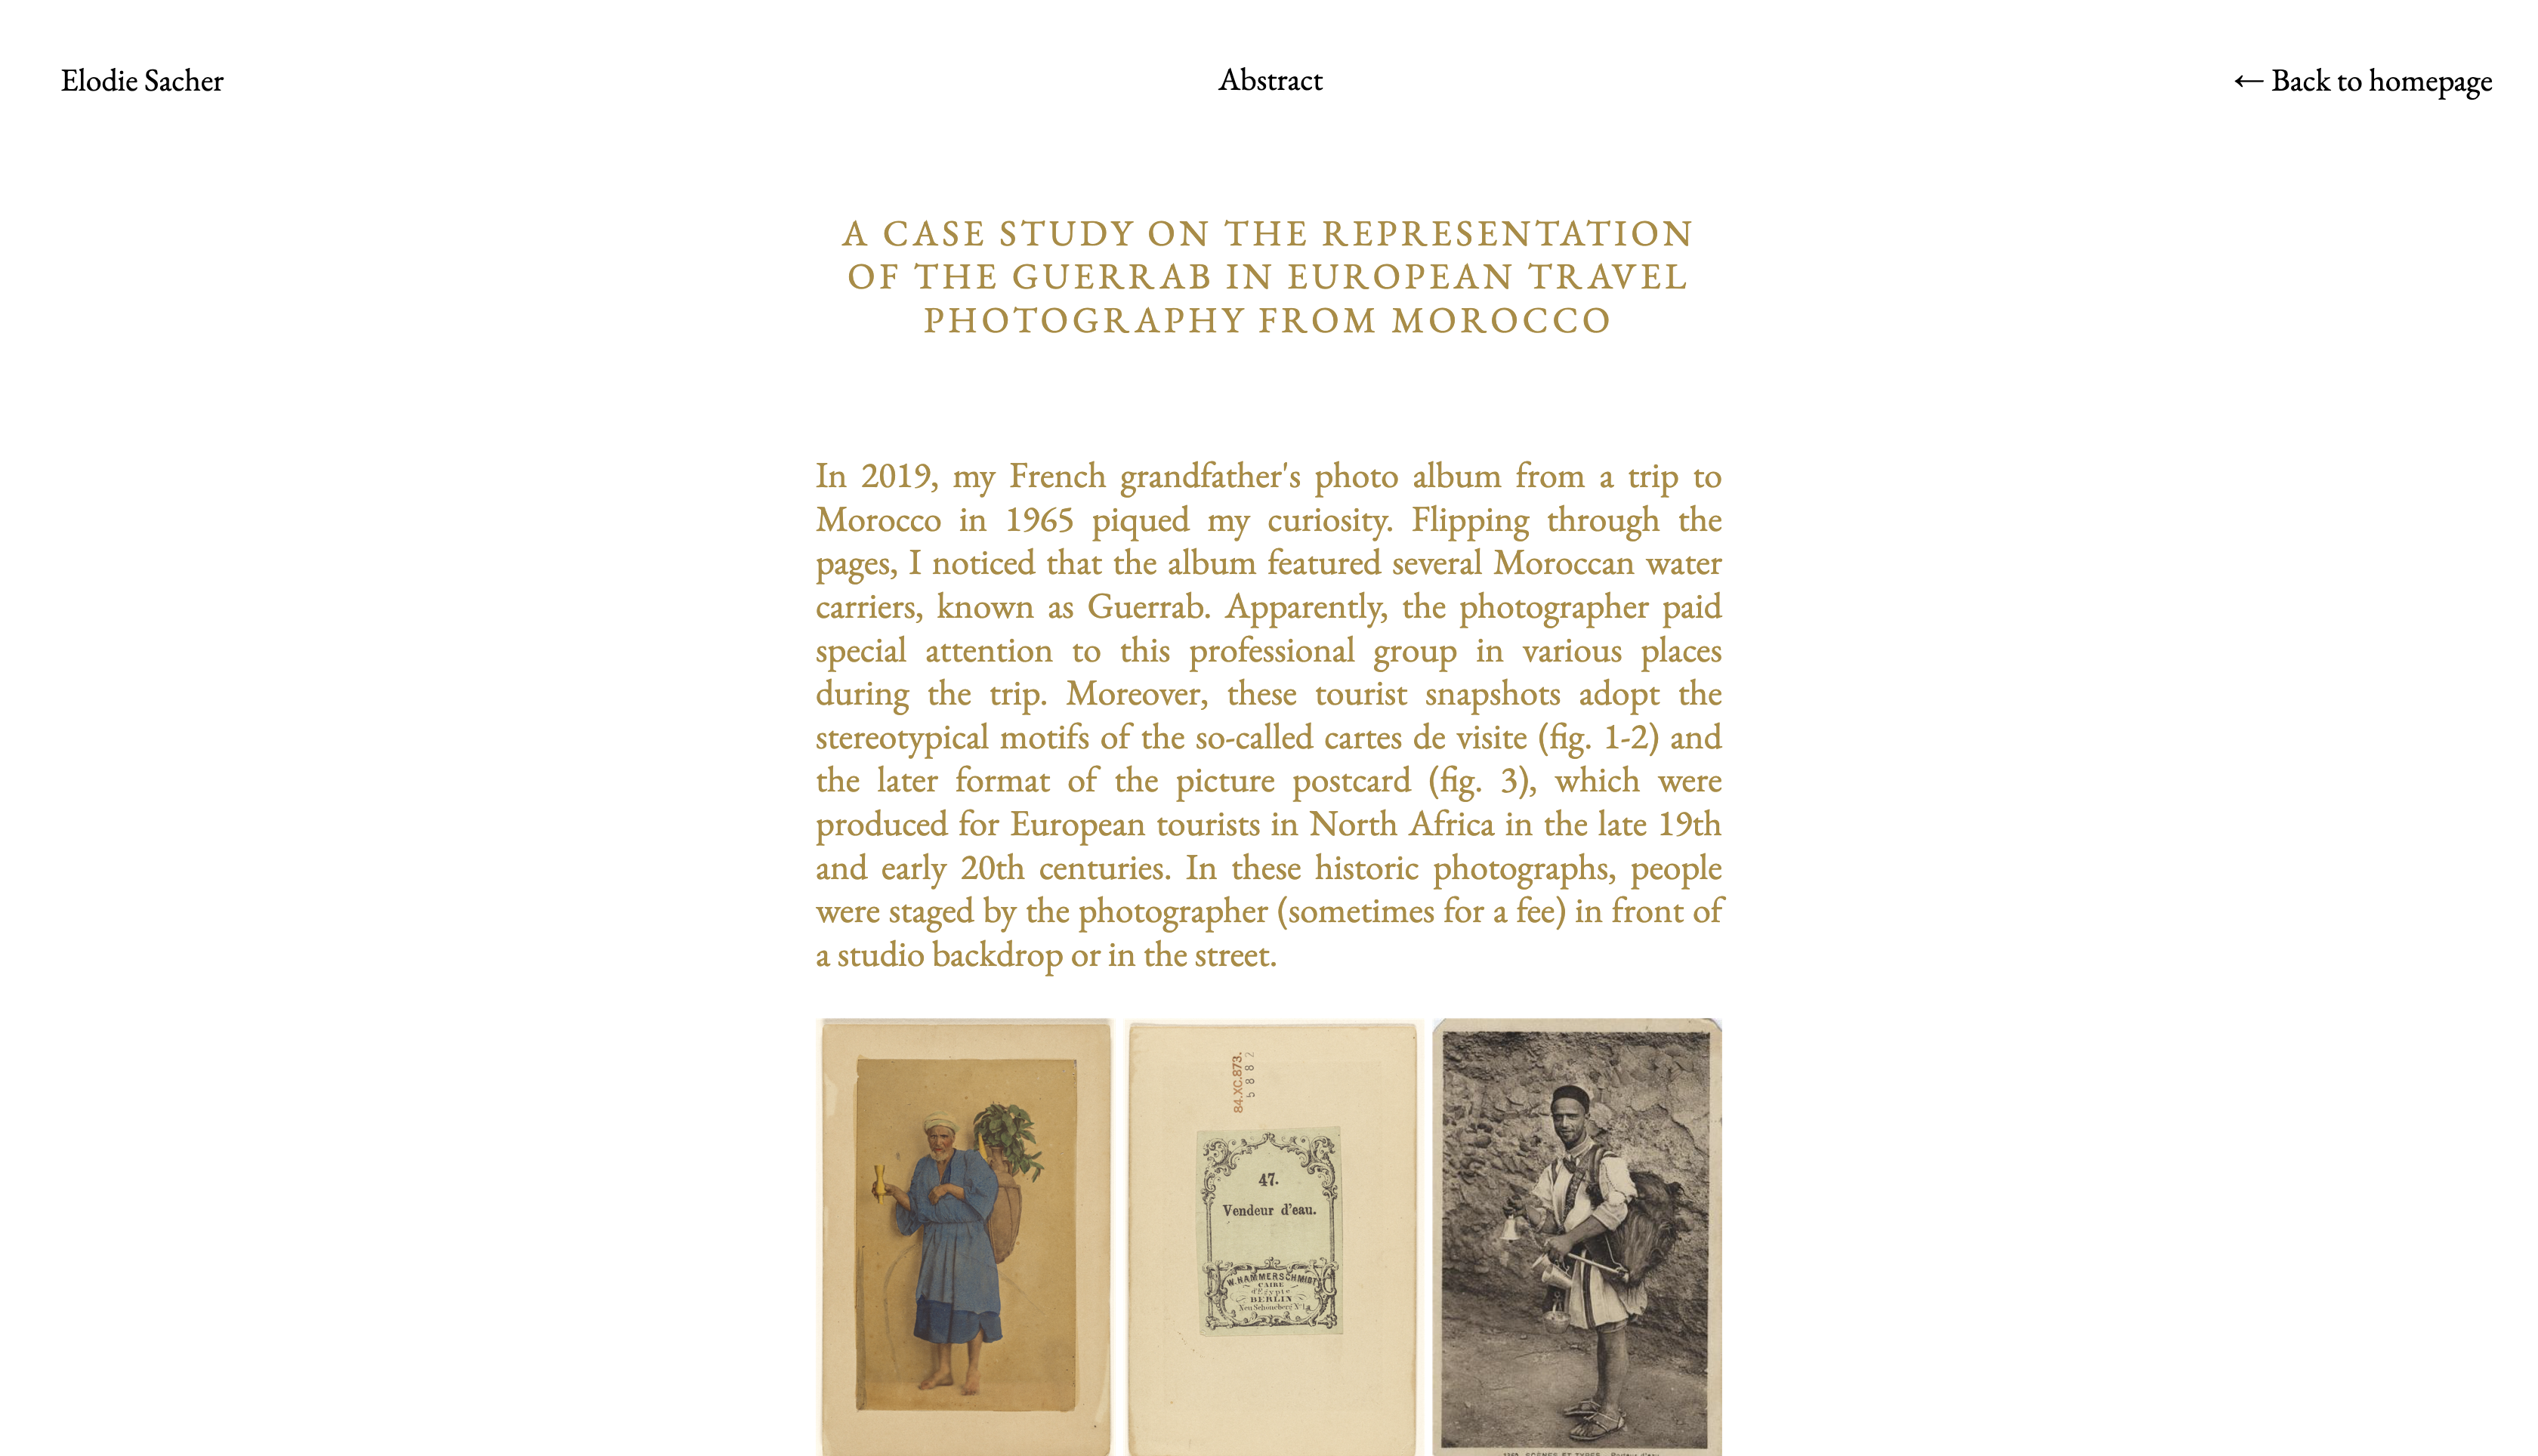 Elodie Sacher
Abstract
← Back to homepage
A CASE STUDY ON THE REPRESENTATION
OF THE GUERRAB IN EUROPEAN TRAVEL
PHOTOGRAPHY FROM MOROCCO
In 2019, my French grandfather's photo album from a trip to
Morocco in 1965 piqued my curiosity. Flipping through the
pages, I noticed that the album featured several Moroccan water
carriers, known as Guerrab. Apparently, the photographer paid
special attention to this professional group in various places
during the trip. Moreover, these tourist snapshots adopt the
stereotypical motifs of the so-called cartes de visite (fig. 1-2) and
the later format of the picture postcard (fig. 3), which were
produced for European tourists in North Africa in the late 19th
and early 20th centuries. In these historic photographs, people
were staged by the photographer (sometimes for a fee) in front of
a studio backdrop or in the street.
84.XC.873.
5882
47.
Vendeur d'eau.
W. HAMMERSCHMIDT
CAIRE
d'Egypte
BERLIN
Neu Schöneberg
SCÈNES ET TYPES